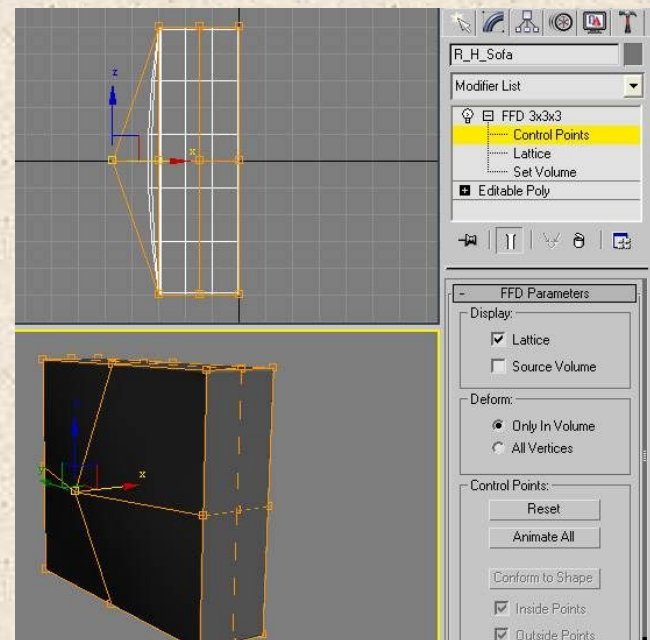 z
x
R_H_Sofa
Modifier List
FFD 3x3x3
Control Points
Lattice
Set Volume
Editable Poly
- FFD Parameters
Display:
Lattice
Source Volume
Deform:
Only In Volume
All Vertices
Control Points:
Reset
Animate All
Conform to Shape
Inside Points
Outside Points
x
y